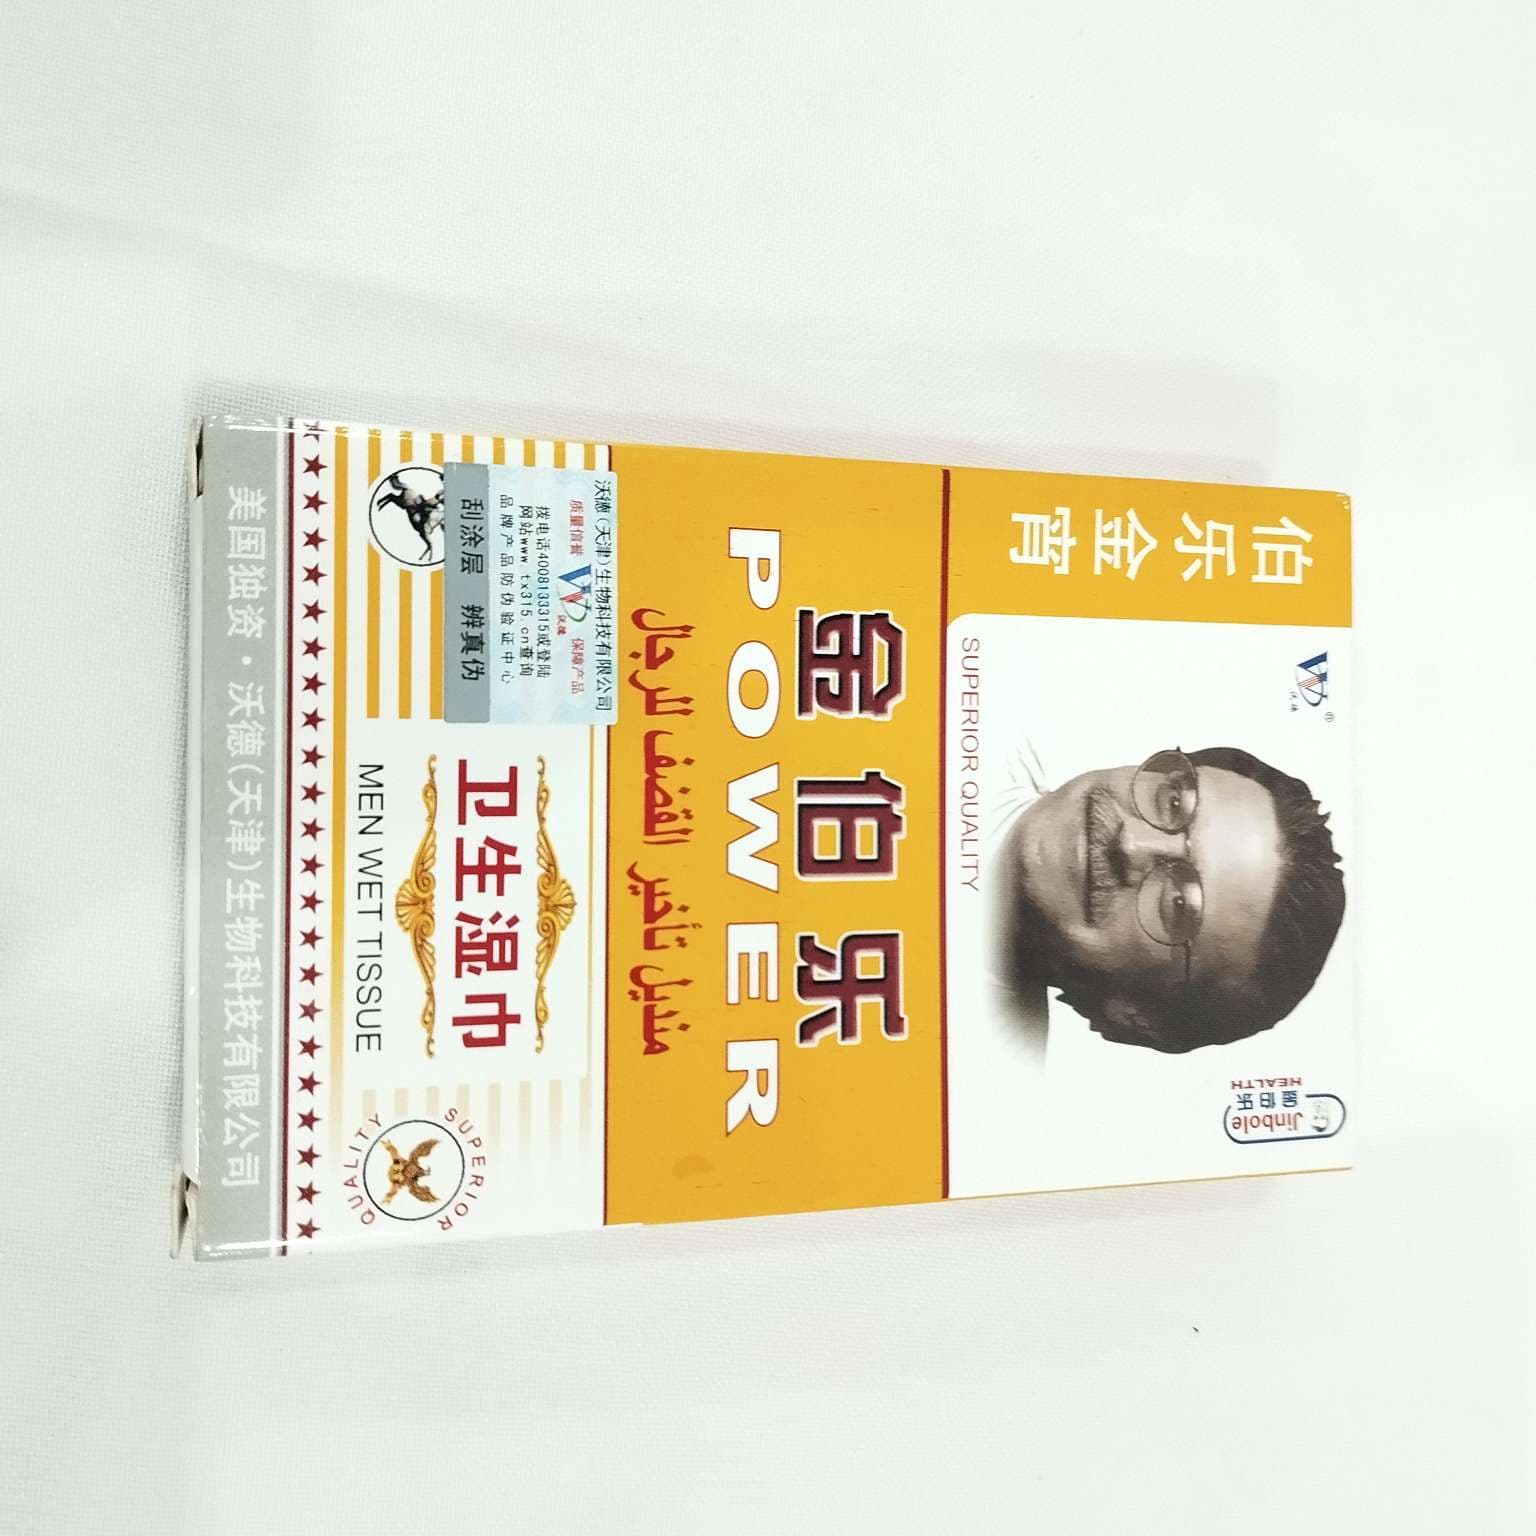 伯乐金宵
沃德
®
Jinbole
金伯乐
HEALTH
SUPERIOR QUALITY
金伯乐
POWER
منديل تأخير القضف للرجال
沃德(天津)生物科技有限公司
质量信誉
沃德
保障产品
拨电话4008133315或登陆
网站www.tx315.cn查询
品牌产品防伪验证中心
刮涂层 辨真伪
卫生湿巾
MEN WET TISSUE
SUPERIOR
QUALITY
美国独资·沃德(天津)生物科技有限公司